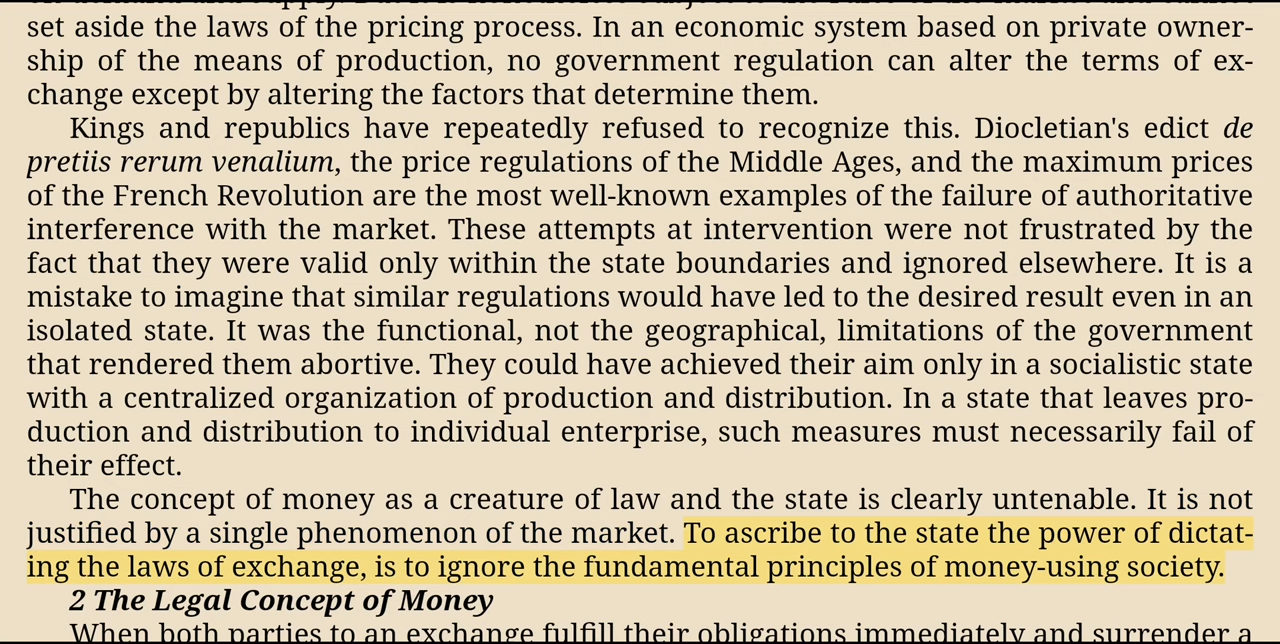 set aside the laws of the pricing process. In an economic system based on private owner-
ship of the means of production, no government regulation can alter the terms of ex-
change except by altering the factors that determine them.
Kings and republics have repeatedly refused to recognize this. Diocletian's edict de
pretiis rerum venalium, the price regulations of the Middle Ages, and the maximum prices
of the French Revolution are the most well-known examples of the failure of authoritative
interference with the market. These attempts at intervention were not frustrated by the
fact that they were valid only within the state boundaries and ignored elsewhere. It is a
mistake to imagine that similar regulations would have led to the desired result even in an
isolated state. It was the functional, not the geographical, limitations of the government
that rendered them abortive. They could have achieved their aim only in a socialistic state
with a centralized organization of production and distribution. In a state that leaves pro-
duction and distribution to individual enterprise, such measures must necessarily fail of
their effect.
The concept of money as a creature of law and the state is clearly untenable. It is not
justified by a single phenomenon of the market. To ascribe to the state the power of dictat-
ing the laws of exchange, is to ignore the fundamental principles of money-using society.
2 The Legal Concept of Money
When both parties to an exchange fulfill their obligations immediately and surrender a